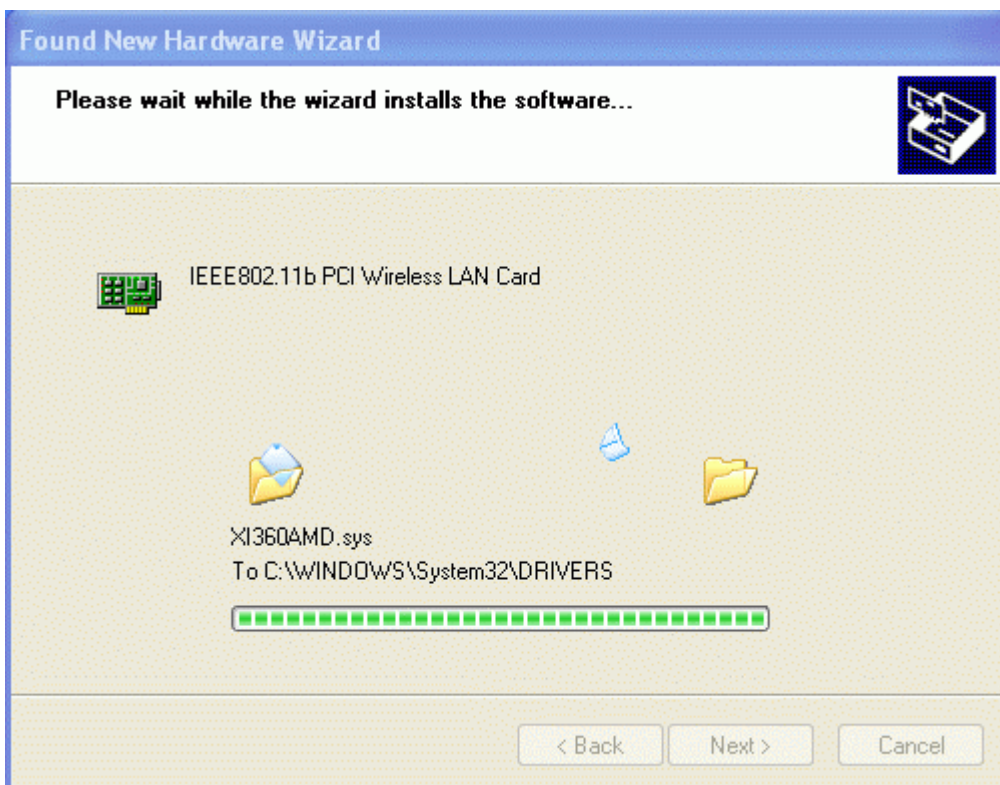 Found New Hardware Wizard
Please wait while the wizard installs the software...
IEEE802.11b PCI Wireless LAN Card
XI360AMD.sys
To C:\WINDOWS\System32\DRIVERS
< Back
Next >
Cancel